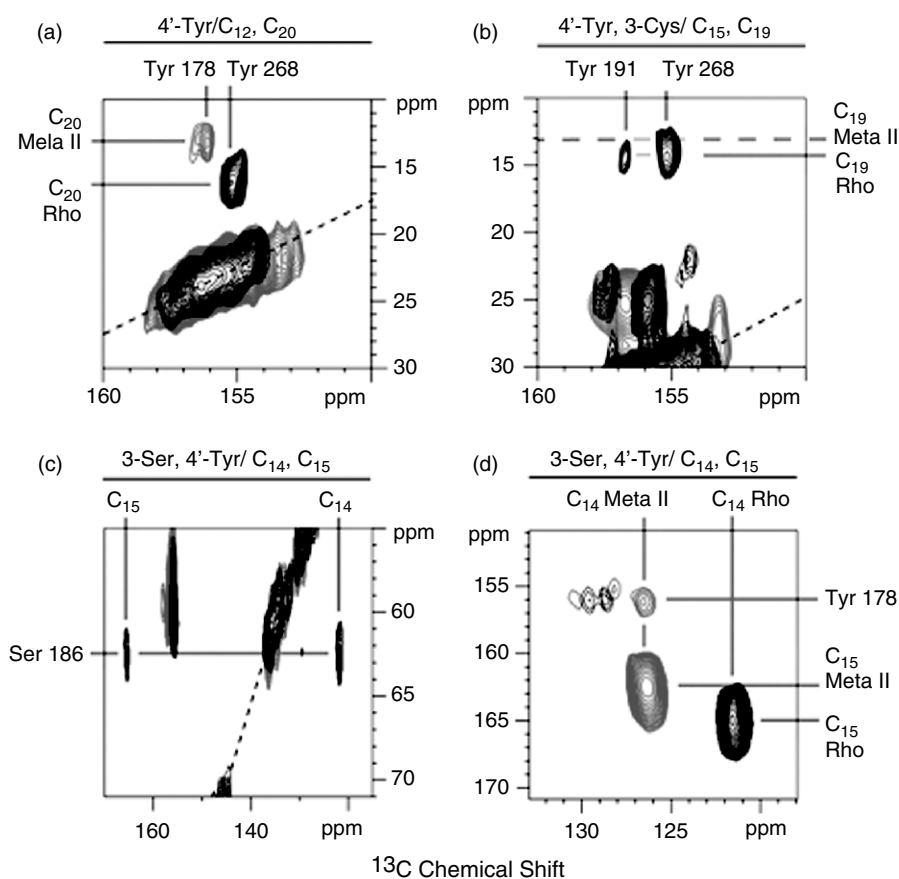 (a) 4'-Tyr/C₁₂, C₂₀
Tyr 178 Tyr 268
ppm
C₂₀
Mela II
C₂₀
Rho
15
20
25
30
160 155 ppm
(b) 4'-Tyr, 3-Cys/ C₁₅, C₁₉
Tyr 191 Tyr 268
ppm
10
15
20
25
30
C₁₉
Meta II
C₁₉
Rho
160 155 ppm
(c) 3-Ser, 4'-Tyr/ C₁₄, C₁₅
C₁₅ C₁₄
ppm
60
65
70
Ser 186
160 140 ppm
(d) 3-Ser, 4'-Tyr/ C₁₄, C₁₅
C₁₄ Meta II C₁₄ Rho
ppm
155
160
165
170
Tyr 178
C₁₅
Meta II
C₁₅
Rho
130 125 ppm
¹³C Chemical Shift